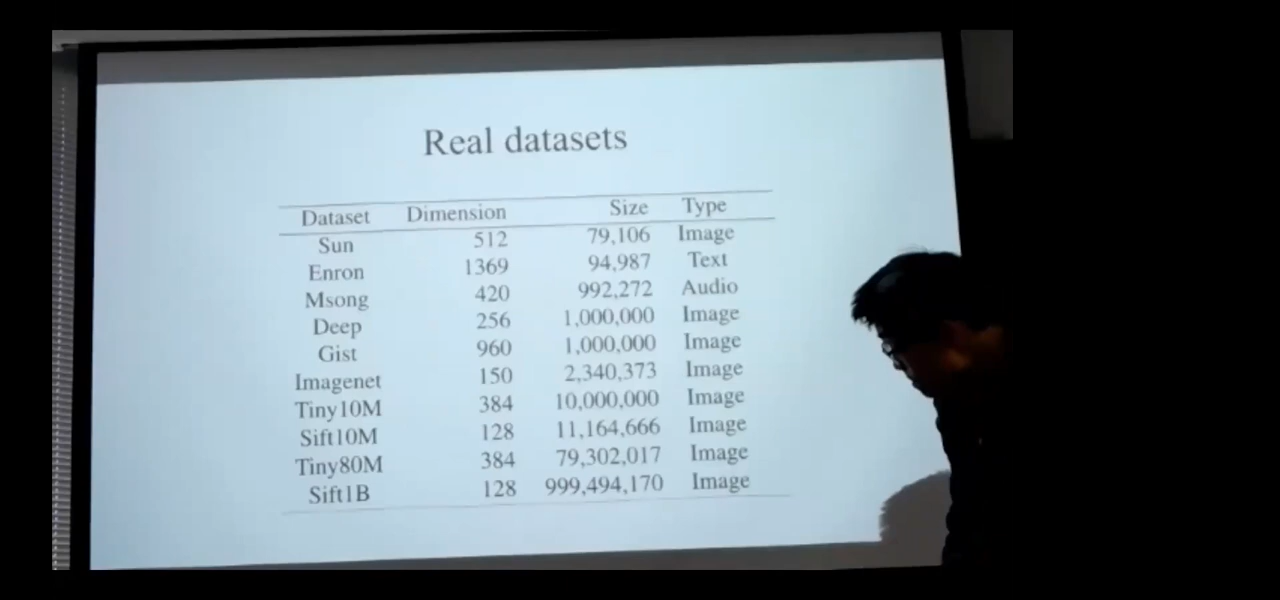 Real datasets
Dataset Dimension Size Type
Sun 512 79,106 Image
Enron 1369 94,987 Text
Msong 420 992,272 Audio
Deep 256 1,000,000 Image
Gist 960 1,000,000 Image
Imagenet 150 2,340,373 Image
Tiny10M 384 10,000,000 Image
Sift10M 128 11,164,666 Image
Tiny80M 384 79,302,017 Image
Sift1B 128 999,494,170 Image